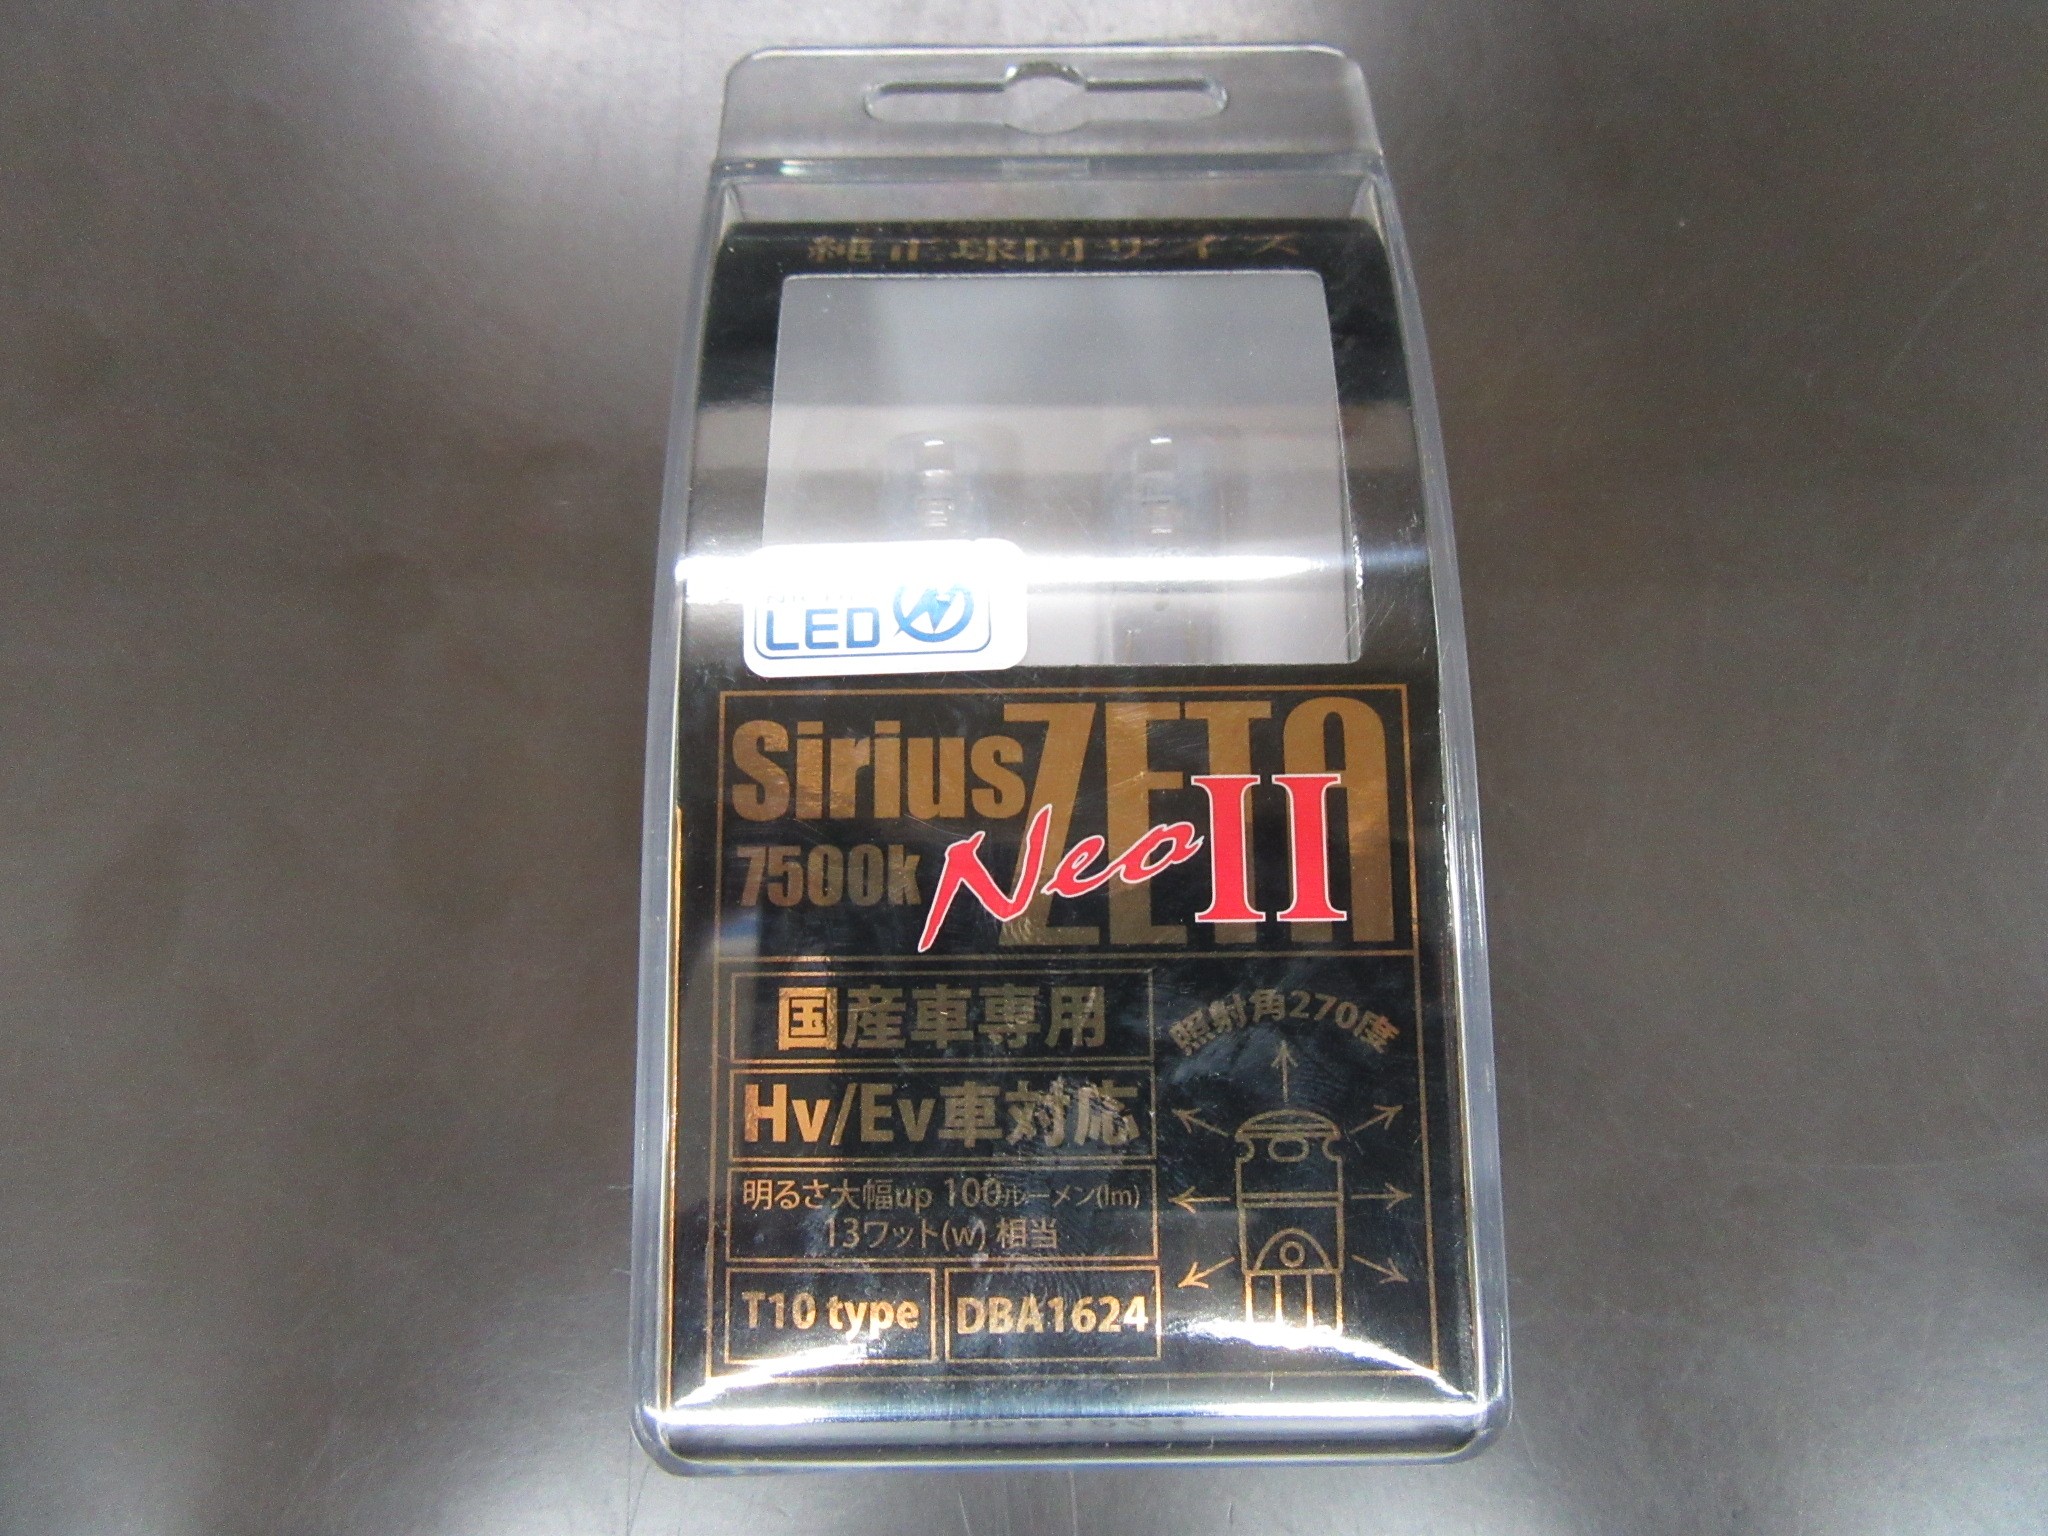 純正球同サイズ
LED
Sirius ZETA
7500k Neo II
国産車専用
照射角270度
Hv/Ev車対応
明るさ大幅up 100ルーメン(lm)
13ワット(w) 相当
T10 type
DBA1624